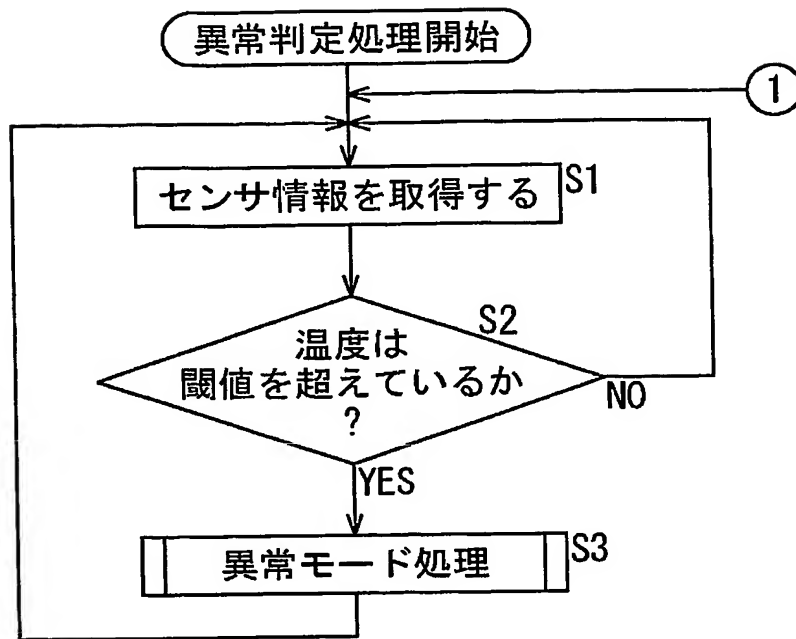 異常判定処理開始
1
センサ情報を取得する
S1
S2
温度は
閾値を超えているか
?
NO
YES
異常モード処理
S3